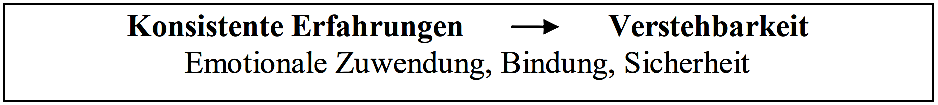 Konsistente Erfahrungen → Verstehbarkeit
Emotionale Zuwendung, Bindung, Sicherheit